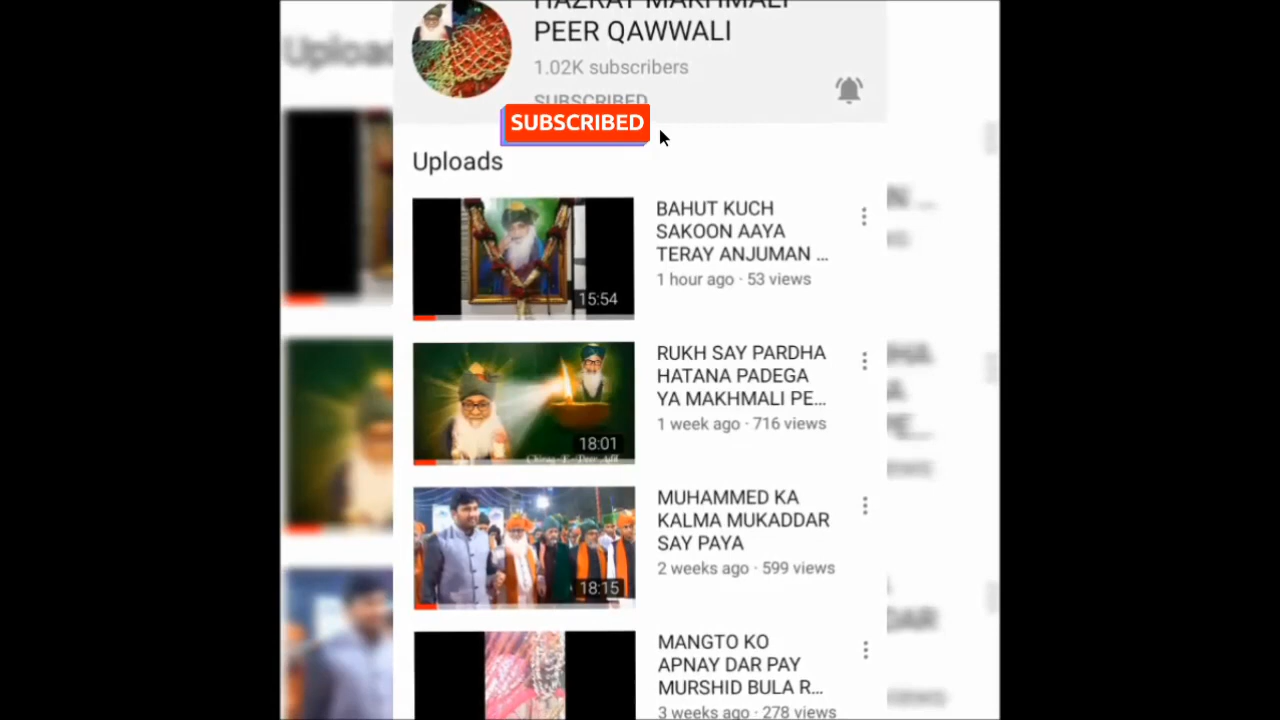 HAZRAT MAKHMALI
PEER QAWWALI
1.02K subscribers
SUBSCRIBED
SUBSCRIBED
Uploads
BAHUT KUCH
SAKOON AAYA
TERAY ANJUMAN ...
1 hour ago · 53 views
15:54
RUKH SAY PARDHA
HATANA PADEGA
YA MAKHMALI PE...
1 week ago · 716 views
18:01
MUHAMMED KA
KALMA MUKADDAR
SAY PAYA
2 weeks ago · 599 views
18:15
MANGTO KO
APNAY DAR PAY
MURSHID BULA R...
3 weeks ago · 278 views